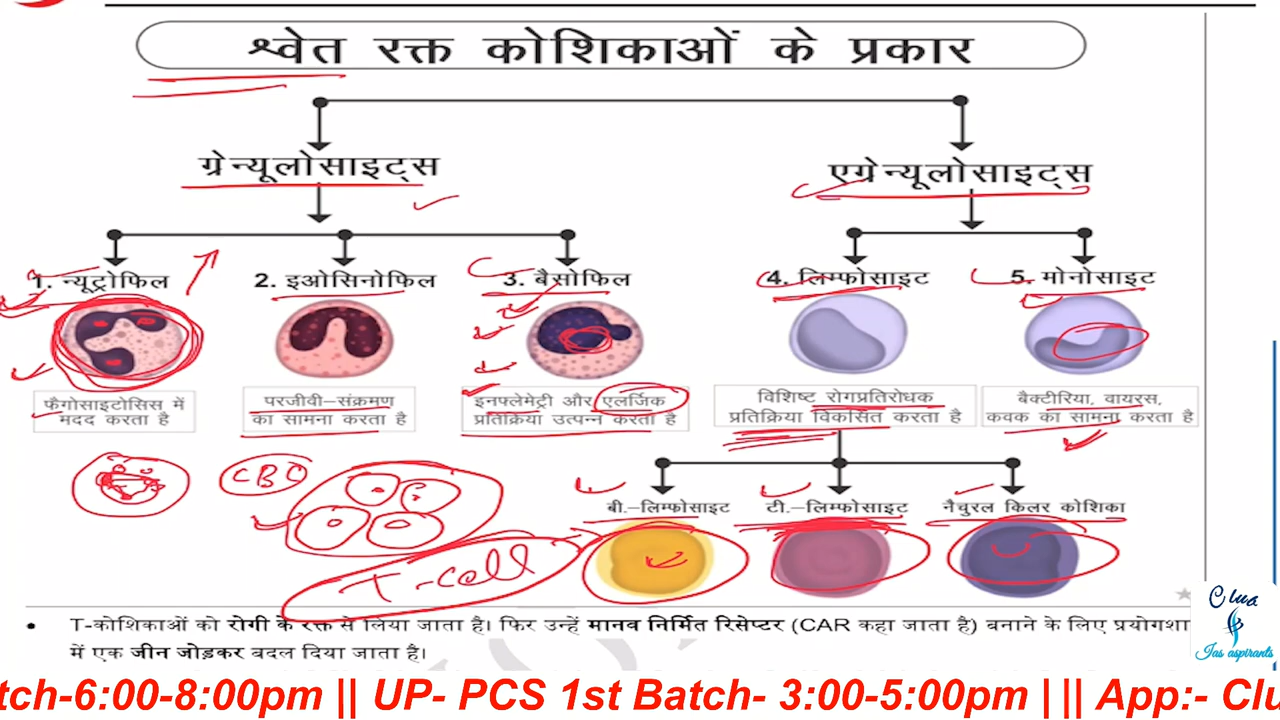 श्वेत रक्त कोशिकाओं के प्रकार
ग्रेन्यूलोसाइट्स
एग्रेन्यूलोसाइट्स
1. न्यूट्रोफिल
2. इओसिनोफिल
3. बैसोफिल
4. लिम्फोसाइट
5. मोनोसाइट
फैगोसाइटोसिस में
मदद करता है
परजीवी-संक्रमण
का सामना करता है
इनफ्लेमेट्री और एलर्जिक
प्रतिक्रिया उत्पन्न करता है
विशिष्ट रोगप्रतिरोधक
प्रतिक्रिया विकसित करता है
बैक्टीरिया, वायरस,
कवक का सामना करता है
CBC
बी.-लिम्फोसाइट
टी.-लिम्फोसाइट
नैचुरल किलर कोशिका
T-cell
• T-कोशिकाओं को रोगी के रक्त से लिया जाता है। फिर उन्हें मानव निर्मित रिसेप्टर (CAR कहा जाता है) बनाने के लिए प्रयोगशा
में एक जीन जोड़कर बदल दिया जाता है।
Clua
Ias aspirants
tch-6:00-8:00pm || UP- PCS 1st Batch- 3:00-5:00pm | || App:- Clu